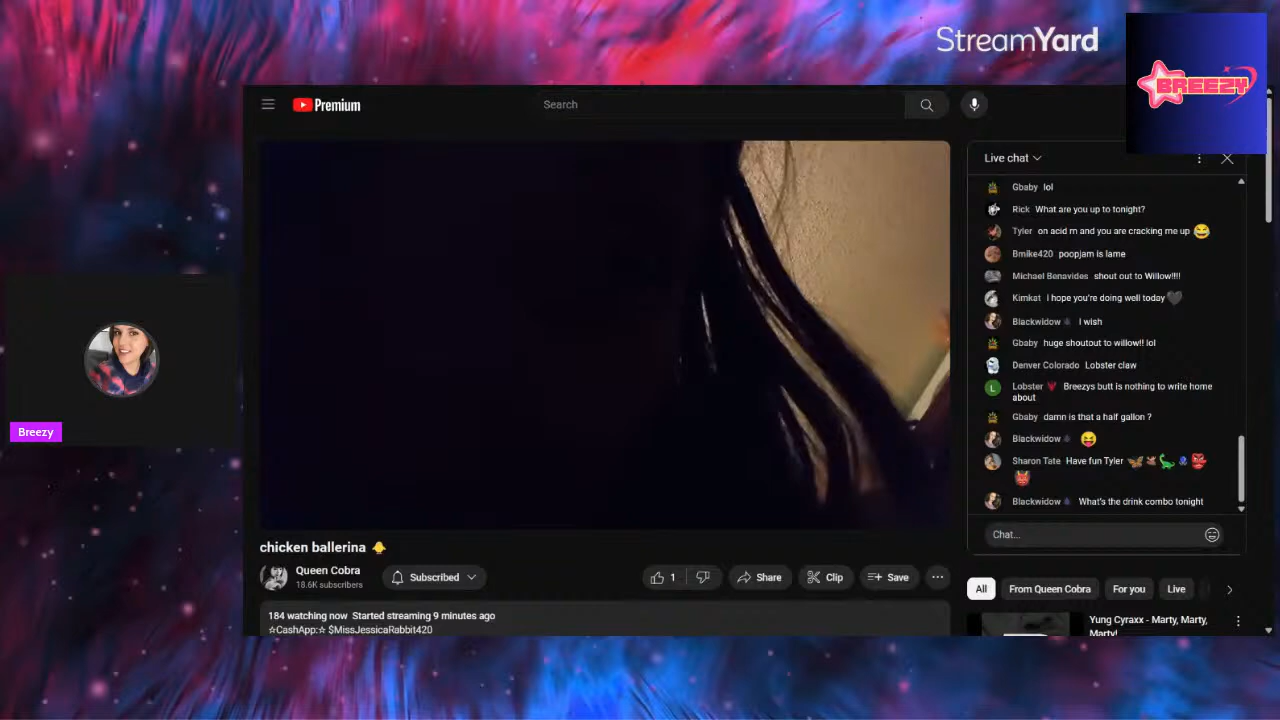 StreamYard
BREEZY
Premium
Search
Live chat
Gbaby lol
Rick What are you up to tonight?
Tyler on acid rn and you are cracking me up 😂
Bmike420 poopjam is lame
Michael Benavides shout out to Willow!!!!
Kimkat I hope you're doing well today🖤
Blackwidow I wish
Gbaby huge shoutout to willow!! lol
Denver Colorado Lobster claw
L
Lobster Breezys butt is nothing to write home
about
Gbaby damn is that a half gallon ?
Blackwidow 😝
Sharon Tate Have fun Tyler
Blackwidow What's the drink combo tonight
Chat...
Breezy
chicken ballerina 🐥
Queen Cobra
18.6K subscribers
Subscribed
1
Share
Clip
Save
All
From Queen Cobra
For you
Live
184 watching now Started streaming 9 minutes ago
☆CashApp:☆ $MissJessicaRabbit420
Yung Cyraxx - Marty, Marty,
Marty!